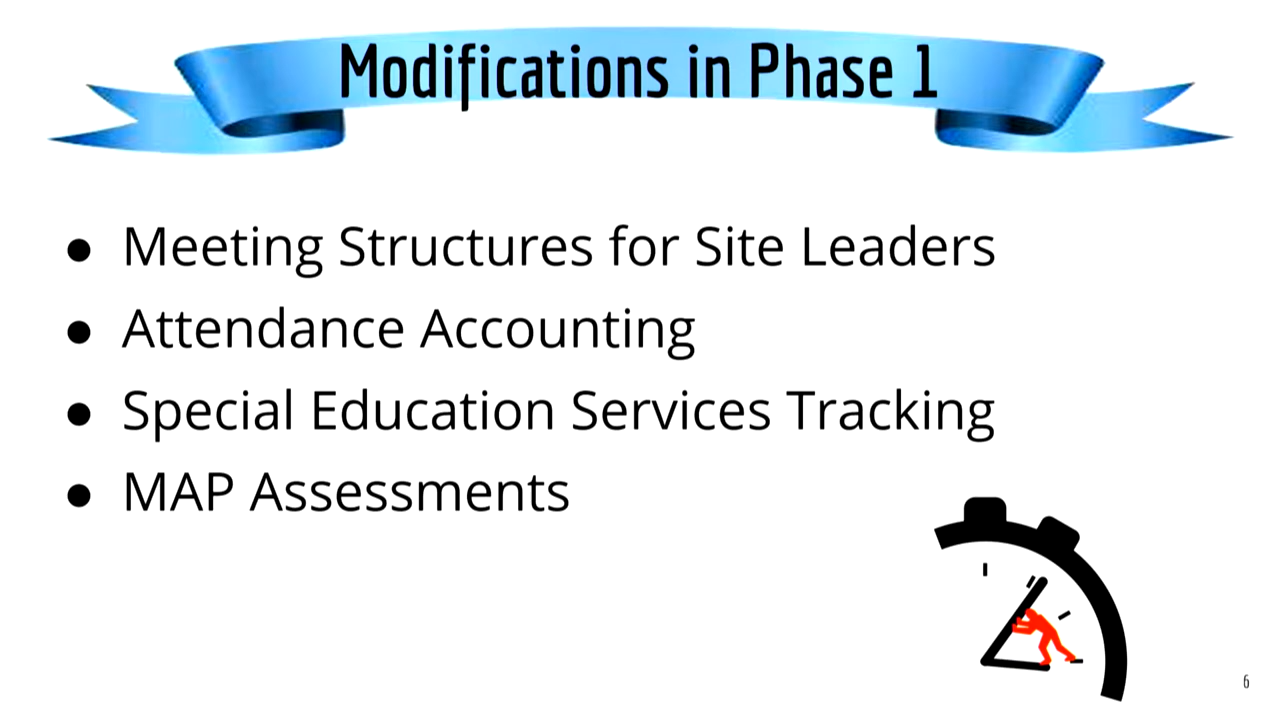 Modifications in Phase 1
● Meeting Structures for Site Leaders
● Attendance Accounting
● Special Education Services Tracking
● MAP Assessments
6